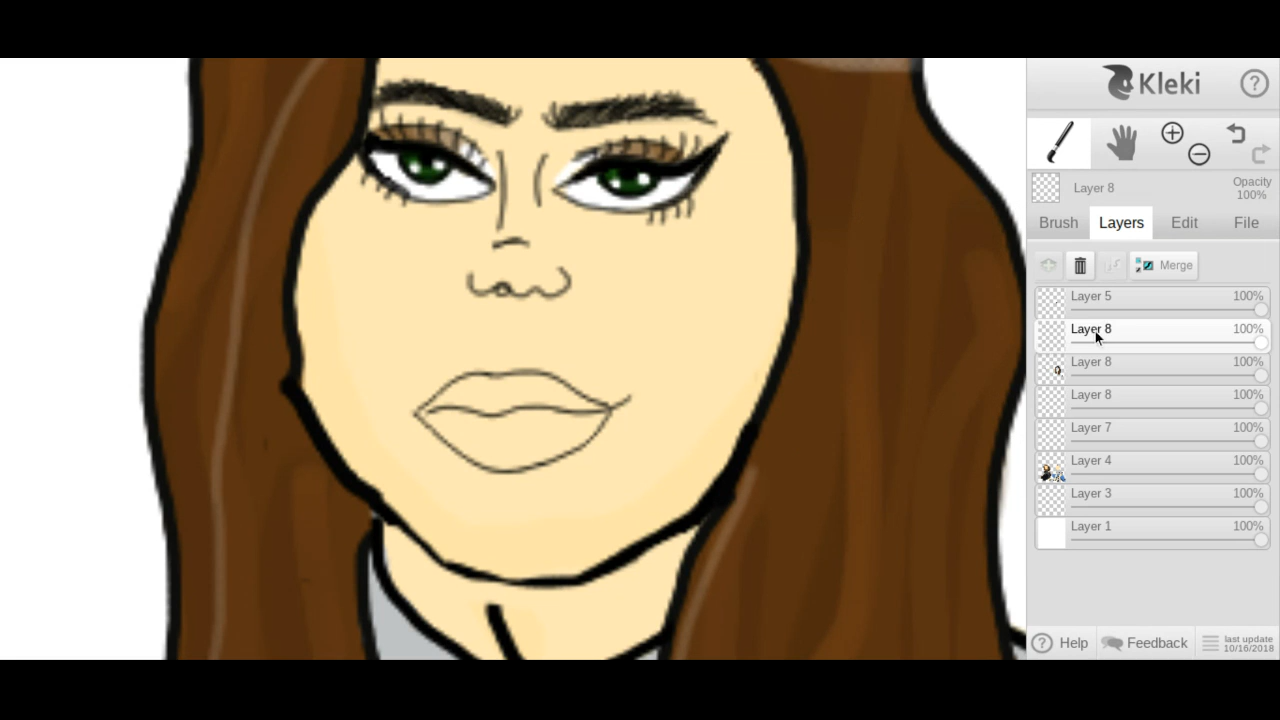 Kleki
?
Layer 8
Opacity
100%
Brush Layers Edit File
Merge
Layer 5 100%
Layer 8 100%
Layer 8 100%
Layer 8 100%
Layer 7 100%
Layer 4 100%
Layer 3 100%
Layer 1 100%
? Help Feedback last update
10/16/2018